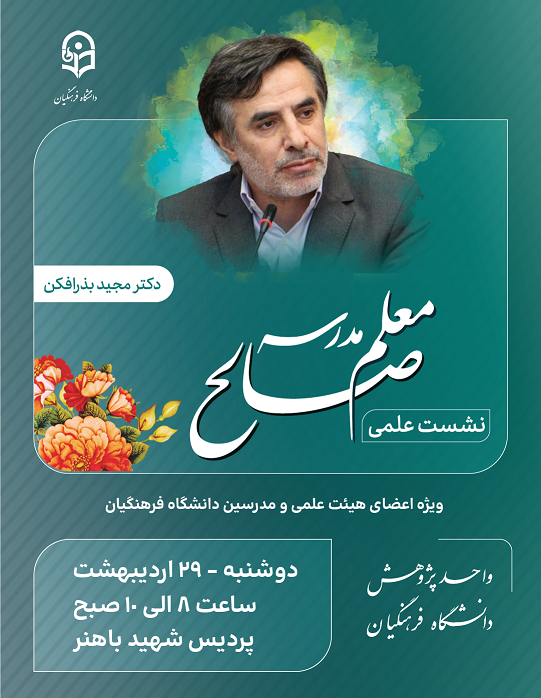 دانشگاه فرهنگیان
دکتر مجید بذرافکن
معلم صالح
مدرسه
نشست علمی
ویژه اعضای هیئت علمی و مدرسین دانشگاه فرهنگیان
واحد پژوهش
دانشگاه فرهنگیان
دوشنبه - ۲۹ اردیبهشت
ساعت ۸ الی ۱۰ صبح
پردیس شهید باهنر